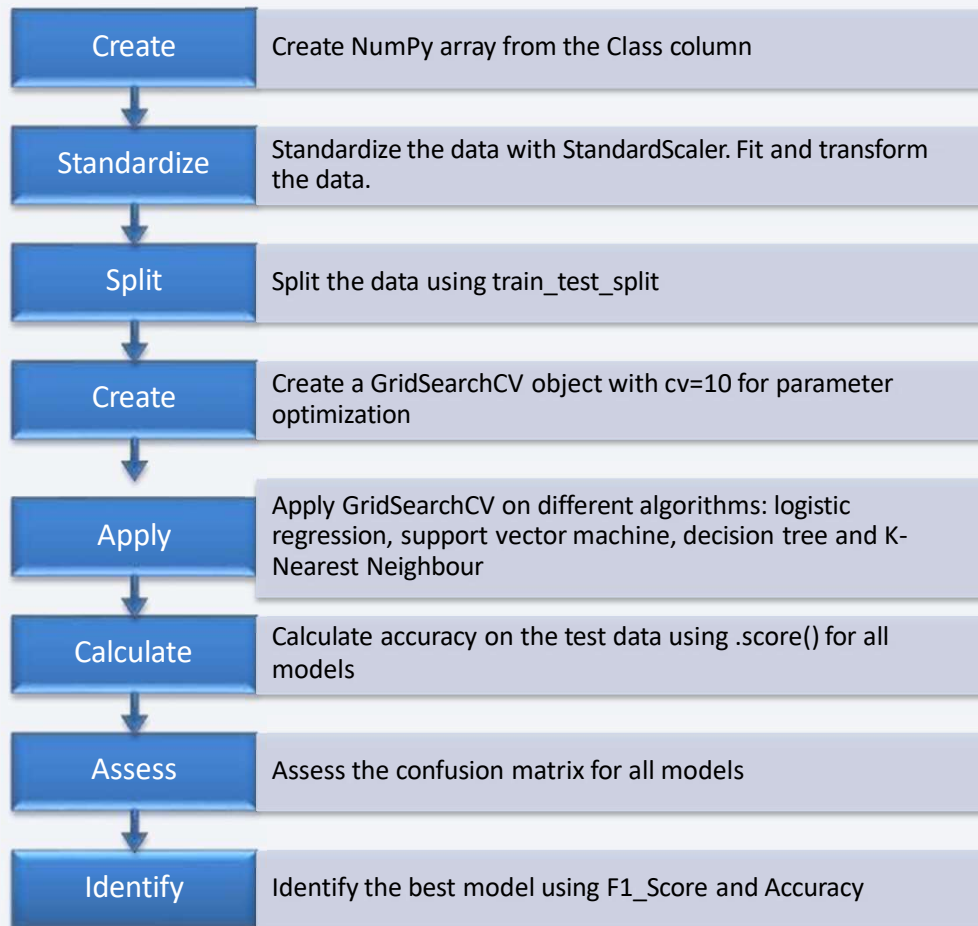 Create
Create NumPy array from the Class column
Standardize
Standardize the data with StandardScaler. Fit and transform
the data.
Split
Split the data using train_test_split
Create
Create a GridSearchCV object with cv=10 for parameter
optimization
Apply
Apply GridSearchCV on different algorithms: logistic
regression, support vector machine, decision tree and K-
Nearest Neighbour
Calculate
Calculate accuracy on the test data using .score() for all
models
Assess
Assess the confusion matrix for all models
Identify
Identify the best model using F1_Score and Accuracy